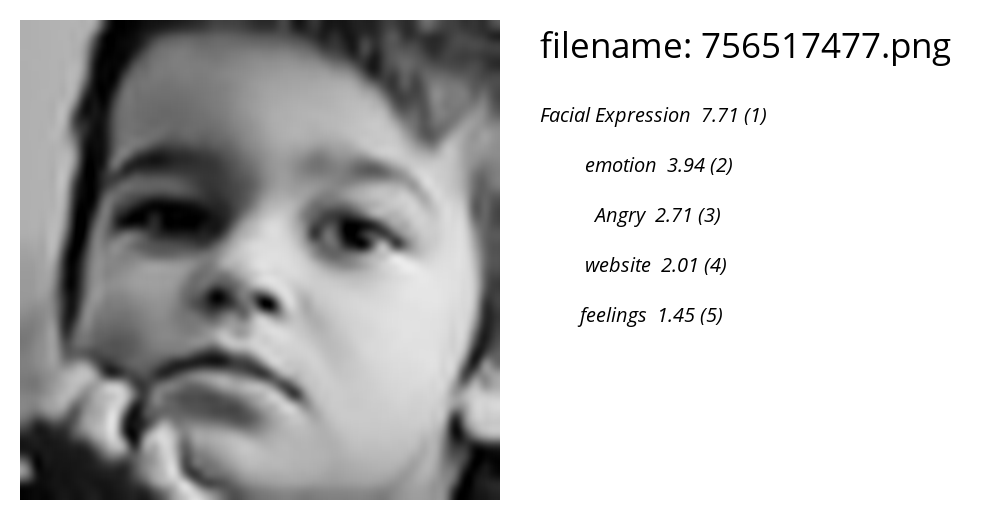 filename: 756517477.png
Facial Expression 7.71 (1)
emotion 3.94 (2)
Angry 2.71 (3)
website 2.01 (4)
feelings 1.45 (5)